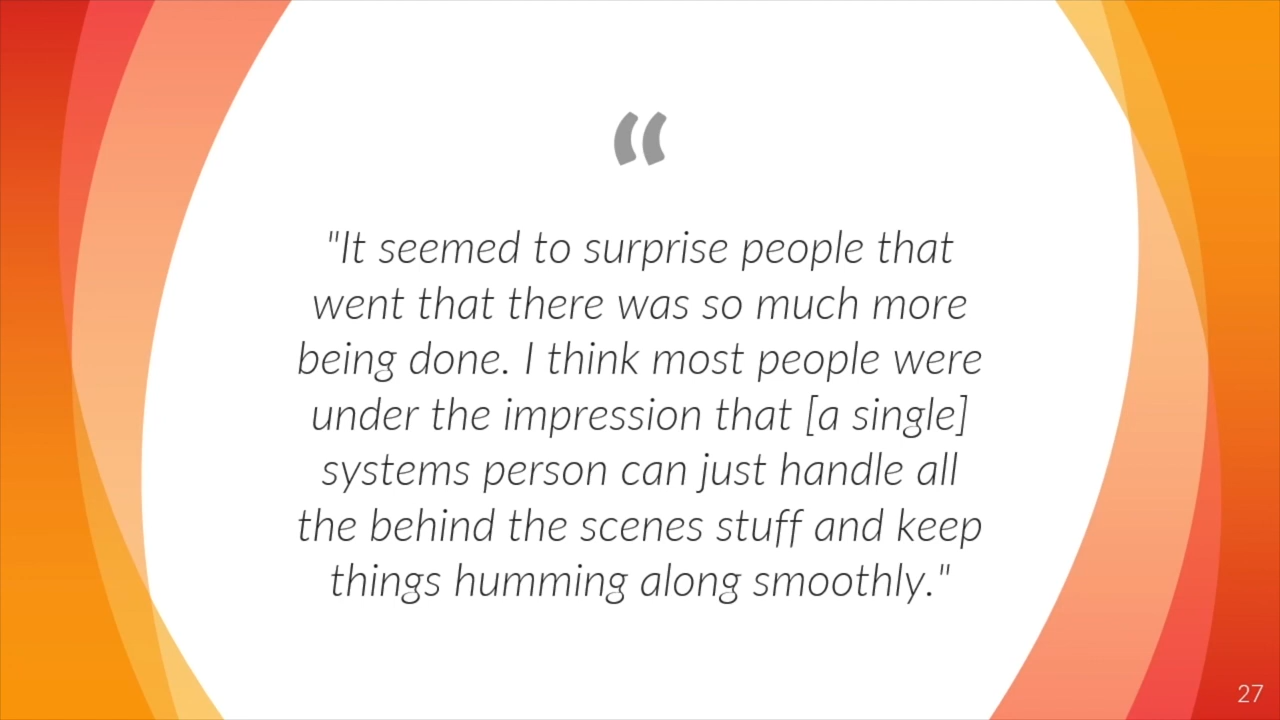 “
"It seemed to surprise people that
went that there was so much more
being done. I think most people were
under the impression that [a single]
systems person can just handle all
the behind the scenes stuff and keep
things humming along smoothly."
27